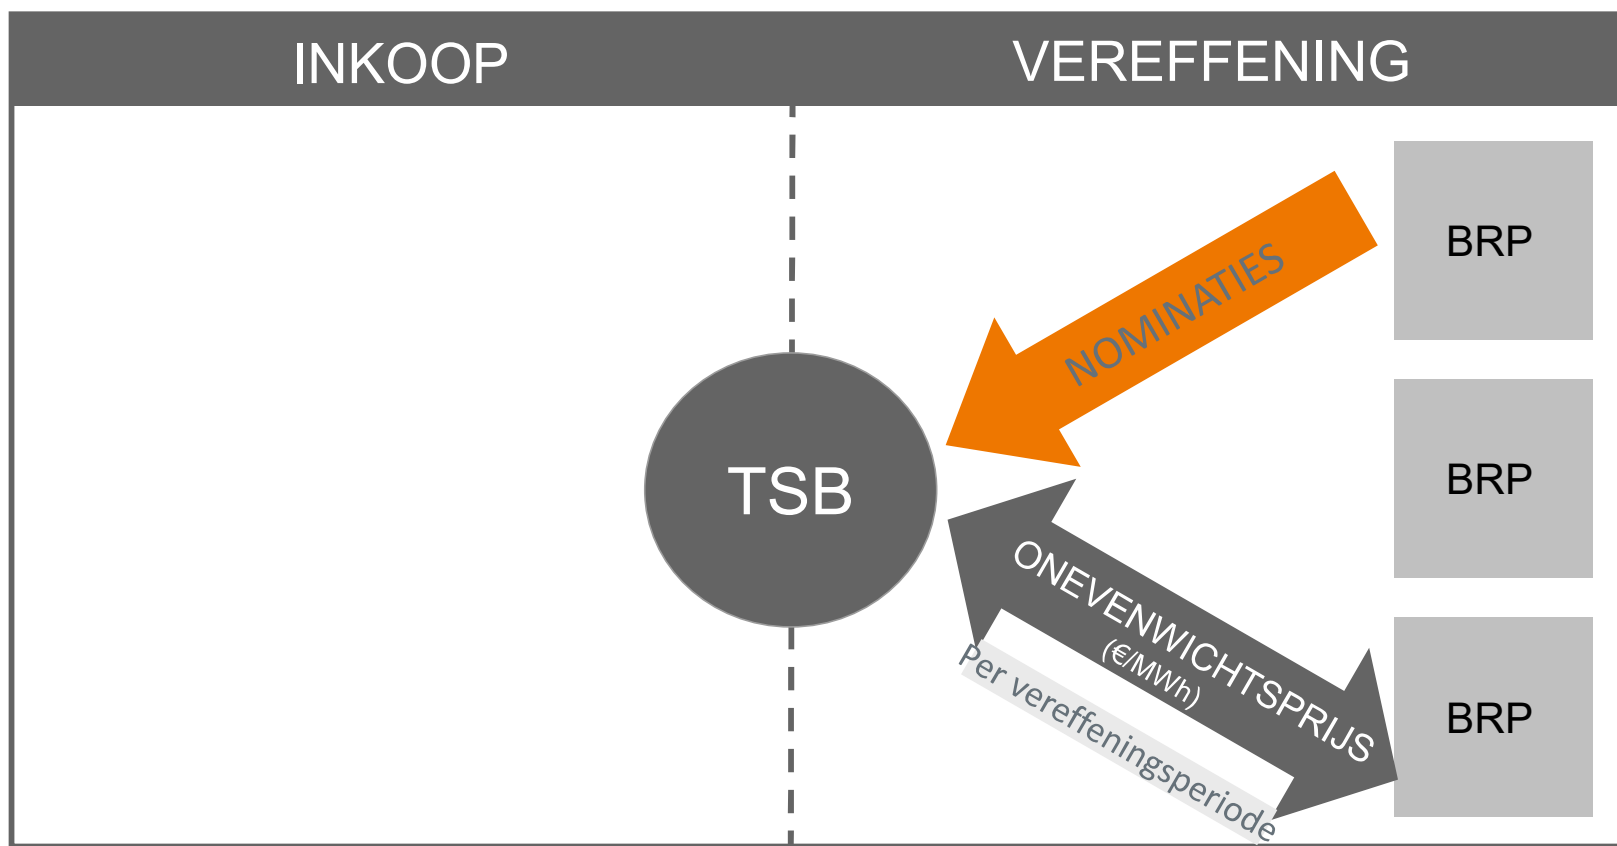 INKOOP
VEREFFENING
BRP
NOMINATIES
BRP
TSB
ONEVENWICHTSPRIJS
(€/MWh)
Per vereffeningsperiode
BRP